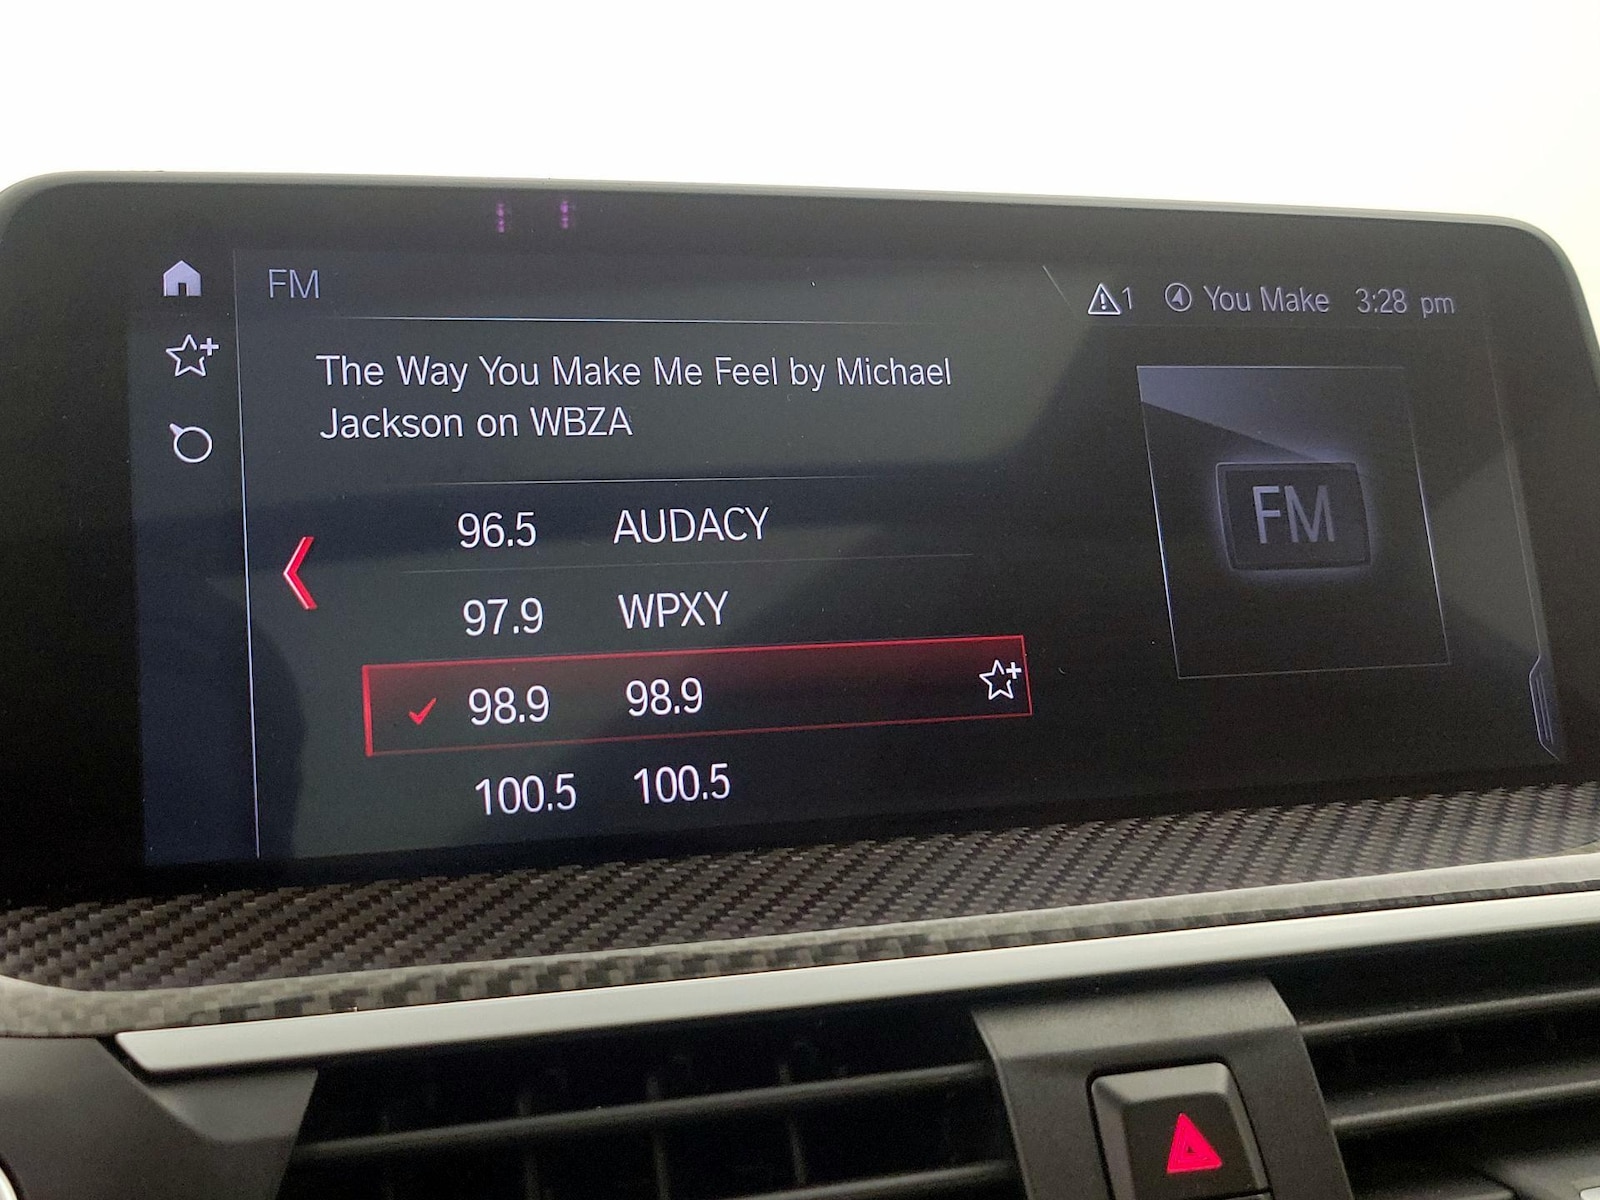 FM
1 You Make 3:28 pm
The Way You Make Me Feel by Michael
Jackson on WBZA
96.5 AUDACY
97.9 WPXY
98.9 98.9
100.5 100.5
FM